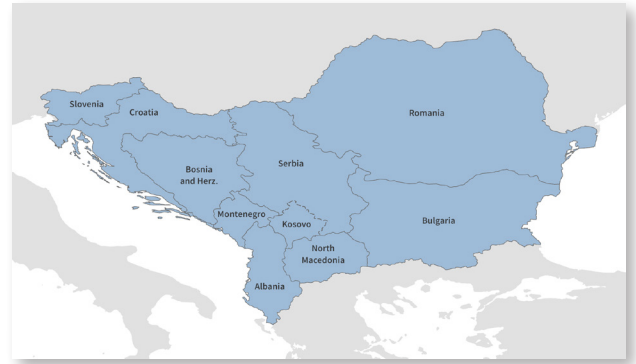 Slovenia
Croatia
Romania
Bosnia
and Herz.
Serbia
Montenegro
Kosovo
Bulgaria
North
Macedonia
Albania